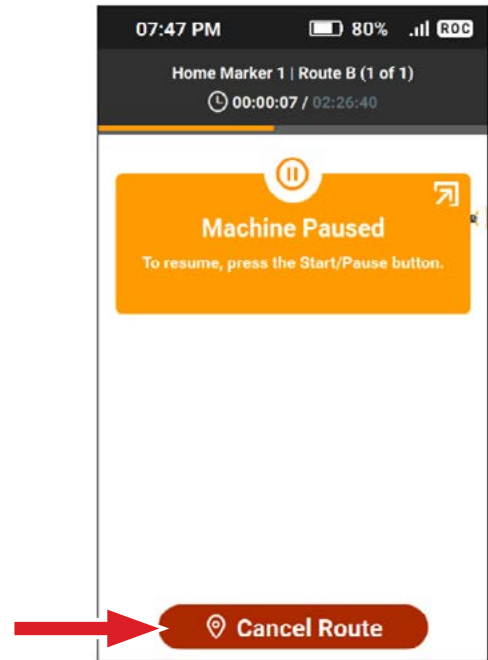 07:47 PM 80% ROC
Home Marker 1 | Route B (1 of 1)
00:00:07 / 02:26:40
Machine Paused
To resume, press the Start/Pause button.
Cancel Route